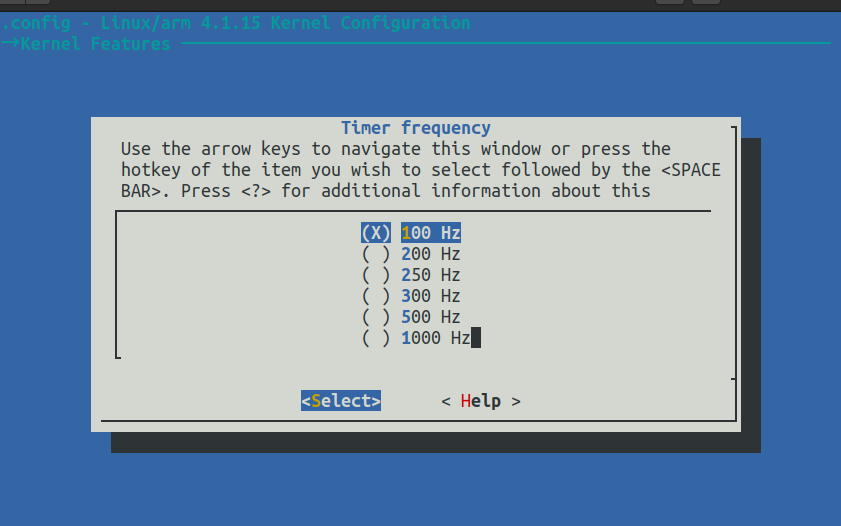 .config - Linux/arm 4.1.15 Kernel Configuration
→Kernel Features
Timer frequency
Use the arrow keys to navigate this window or press the
hotkey of the item you wish to select followed by the <SPACE
BAR>. Press <?> for additional information about this
(X) 100 Hz
( ) 200 Hz
( ) 250 Hz
( ) 300 Hz
( ) 500 Hz
( ) 1000 Hz
<Select> < Help >